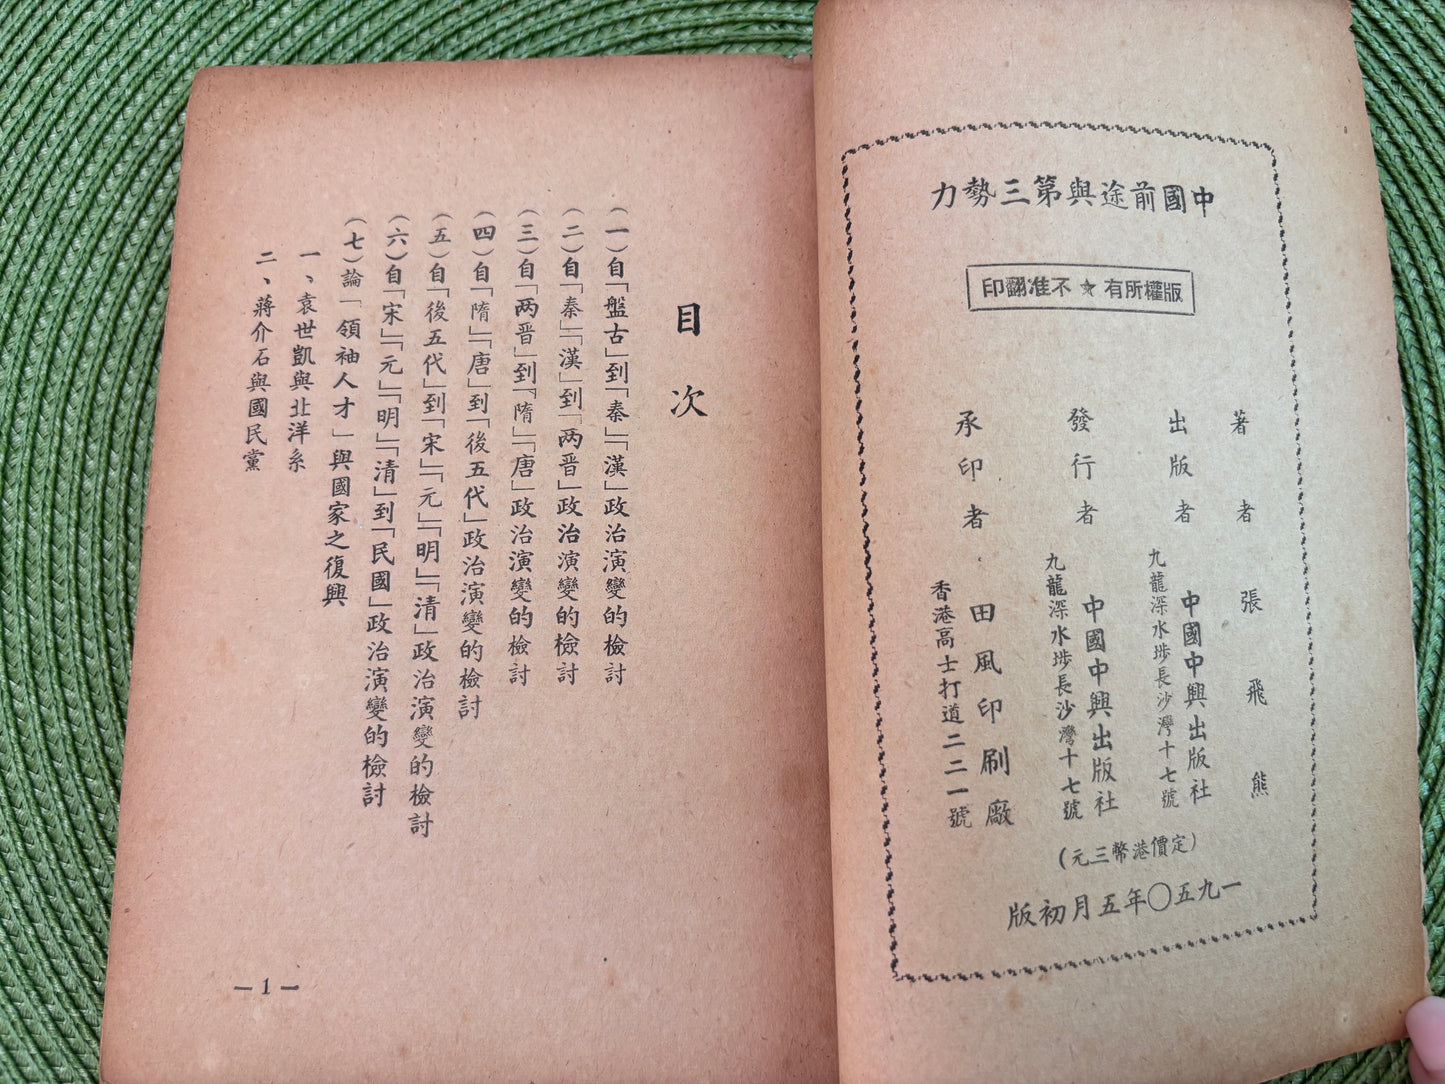 中國前途與第三勢力
版權所有★不准翻印
著者　張飛熊
出版者　中國中興出版社
九龍深水埗長沙灣十七號
發行者　中國中興出版社
九龍深水埗長沙灣十七號
承印者　田風印刷廠
香港高士打道二二一號
(定價港幣三元)
一九五〇年五月初版
目次
(一)自「盤古」到「秦」「漢」政治演變的檢討
(二)自「秦」「漢」到「两晋」政治演變的檢討
(三)自「两晋」到「隋」「唐」政治演變的檢討
(四)自「隋」「唐」到「後五代」政治演變的檢討
(五)自「後五代」到「宋」「元」「明」「清」政治演變的檢討
(六)自「宋」「元」「明」「清」到「民國」政治演變的檢討
(七)論「領袖人才」與國家之復興
一、袁世凱與北洋系
二、蔣介石與國民黨
—1—